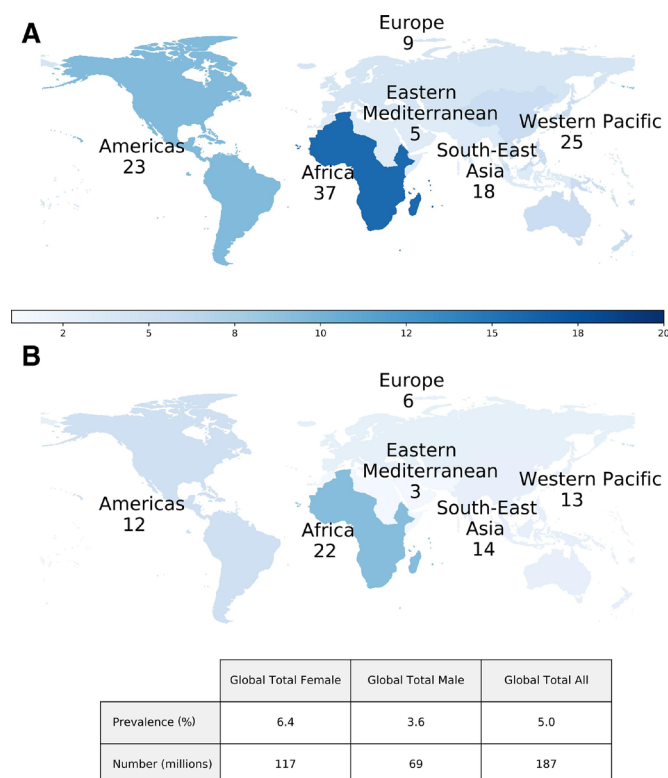 A
Europe
9
Eastern
Mediterranean
5
Western Pacific
25
Americas
23
South-East
Asia
18
Africa
37
2 5 8 10 12 15 18 20
B
Europe
6
Eastern
Mediterranean
3
Western Pacific
13
Americas
12
South-East
Asia
14
Africa
22
Global Total Female Global Total Male Global Total All
Prevalence (%) 6.4 3.6 5.0
Number (millions) 117 69 187